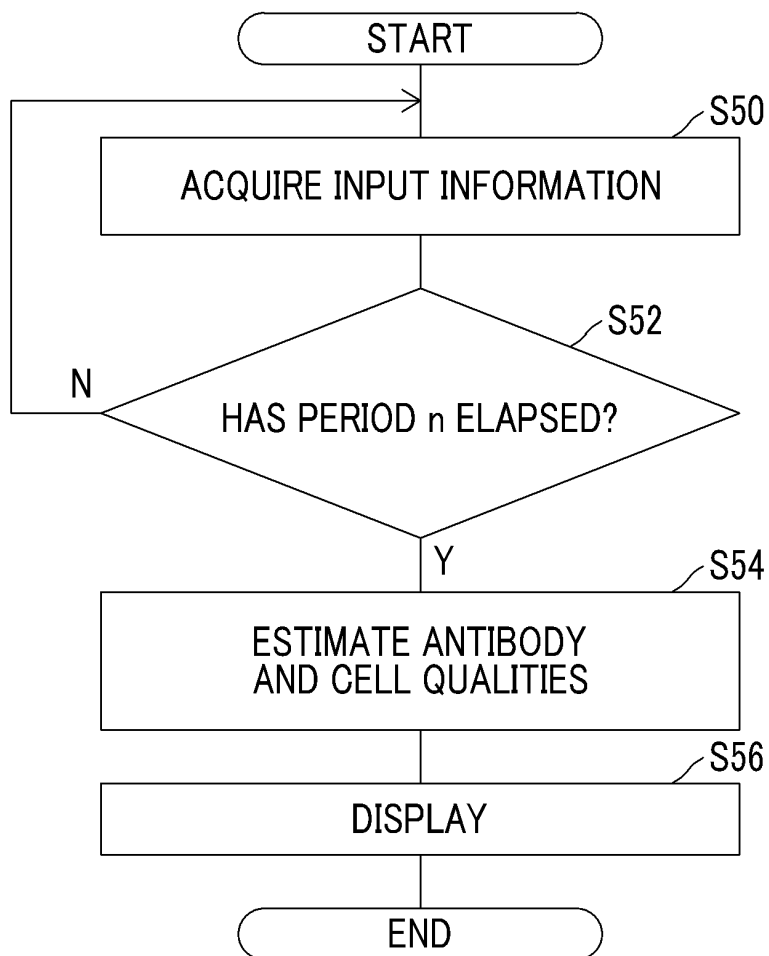 START
S50
ACQUIRE INPUT INFORMATION
S52
N
HAS PERIOD n ELAPSED?
Y
S54
ESTIMATE ANTIBODY
AND CELL QUALITIES
S56
DISPLAY
END